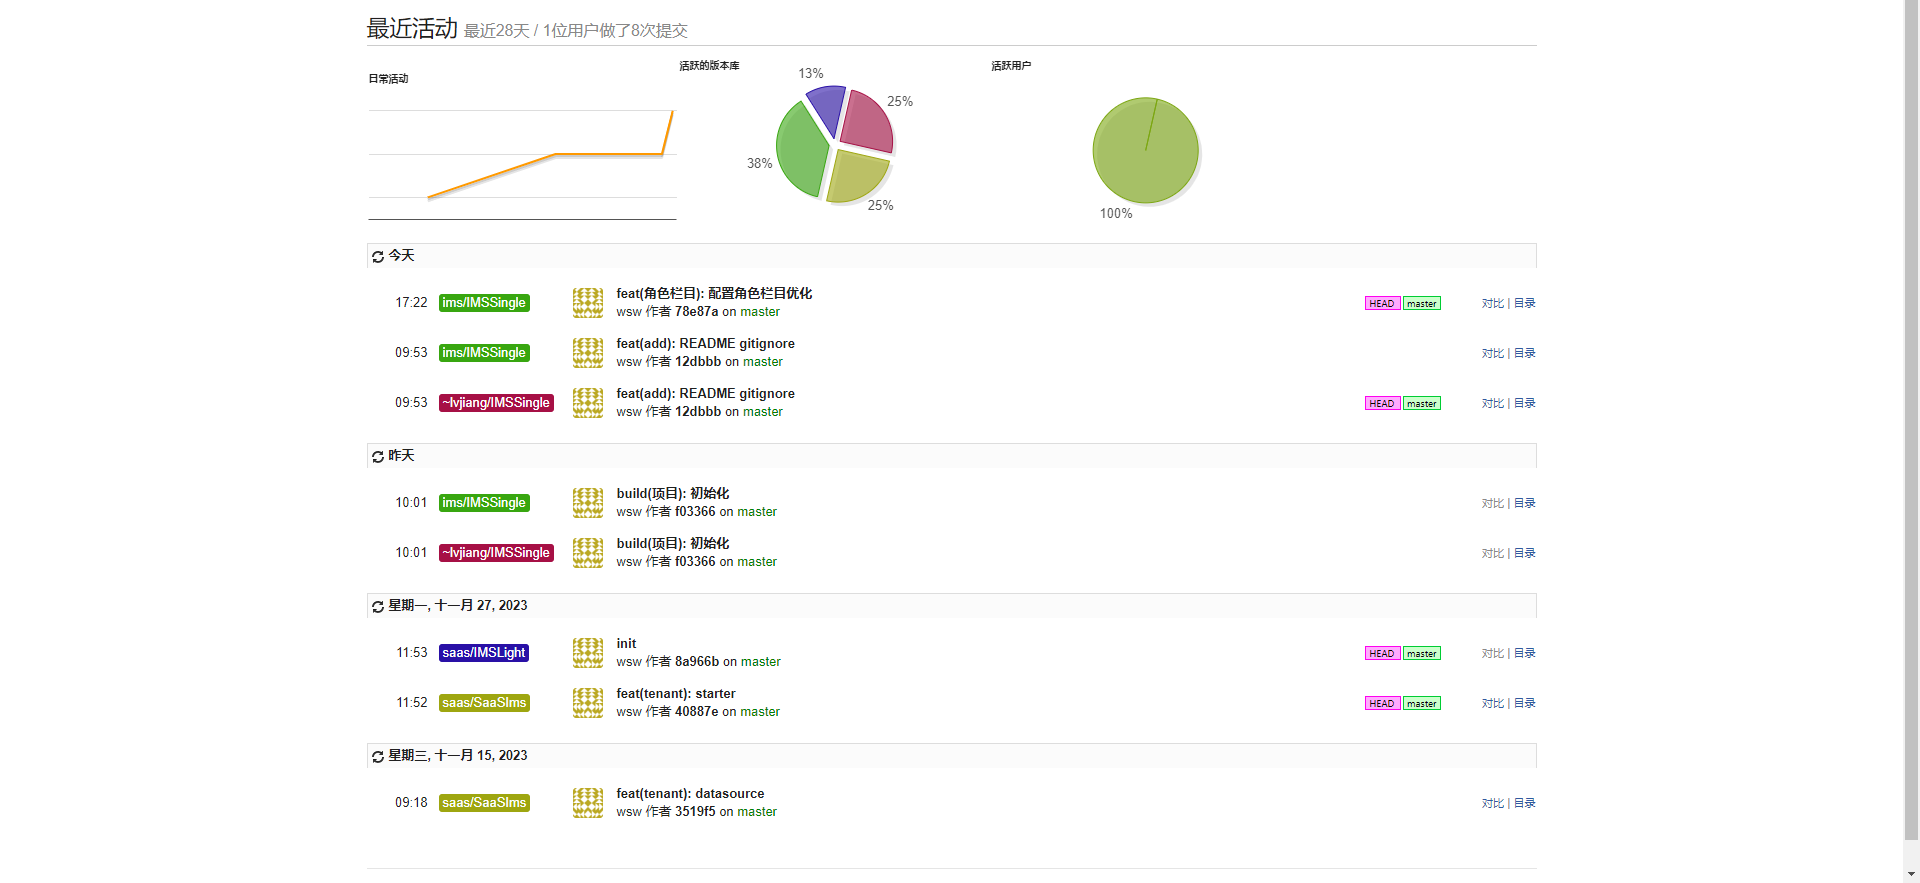 最近活动 最近28天 / 1位用户做了8次提交
日常活动
活跃的版本库
13%
25%
38%
25%
活跃用户
100%
今天
17:22 ims/IMSSingle feat(角色栏目): 配置角色栏目优化 HEAD master 对比 | 目录
wsw 作者 78e87a on master
09:53 ims/IMSSingle feat(add): README gitignore 对比 | 目录
wsw 作者 12dbbb on master
09:53 ~lvjiang/IMSSingle feat(add): README gitignore HEAD master 对比 | 目录
wsw 作者 12dbbb on master
昨天
10:01 ims/IMSSingle build(项目): 初始化 对比 | 目录
wsw 作者 f03366 on master
10:01 ~lvjiang/IMSSingle build(项目): 初始化 对比 | 目录
wsw 作者 f03366 on master
星期一, 十一月 27, 2023
11:53 saas/IMSLight init HEAD master 对比 | 目录
wsw 作者 8a966b on master
11:52 saas/SaaSIms feat(tenant): starter HEAD master 对比 | 目录
wsw 作者 40887e on master
星期三, 十一月 15, 2023
09:18 saas/SaaSIms feat(tenant): datasource 对比 | 目录
wsw 作者 3519f5 on master